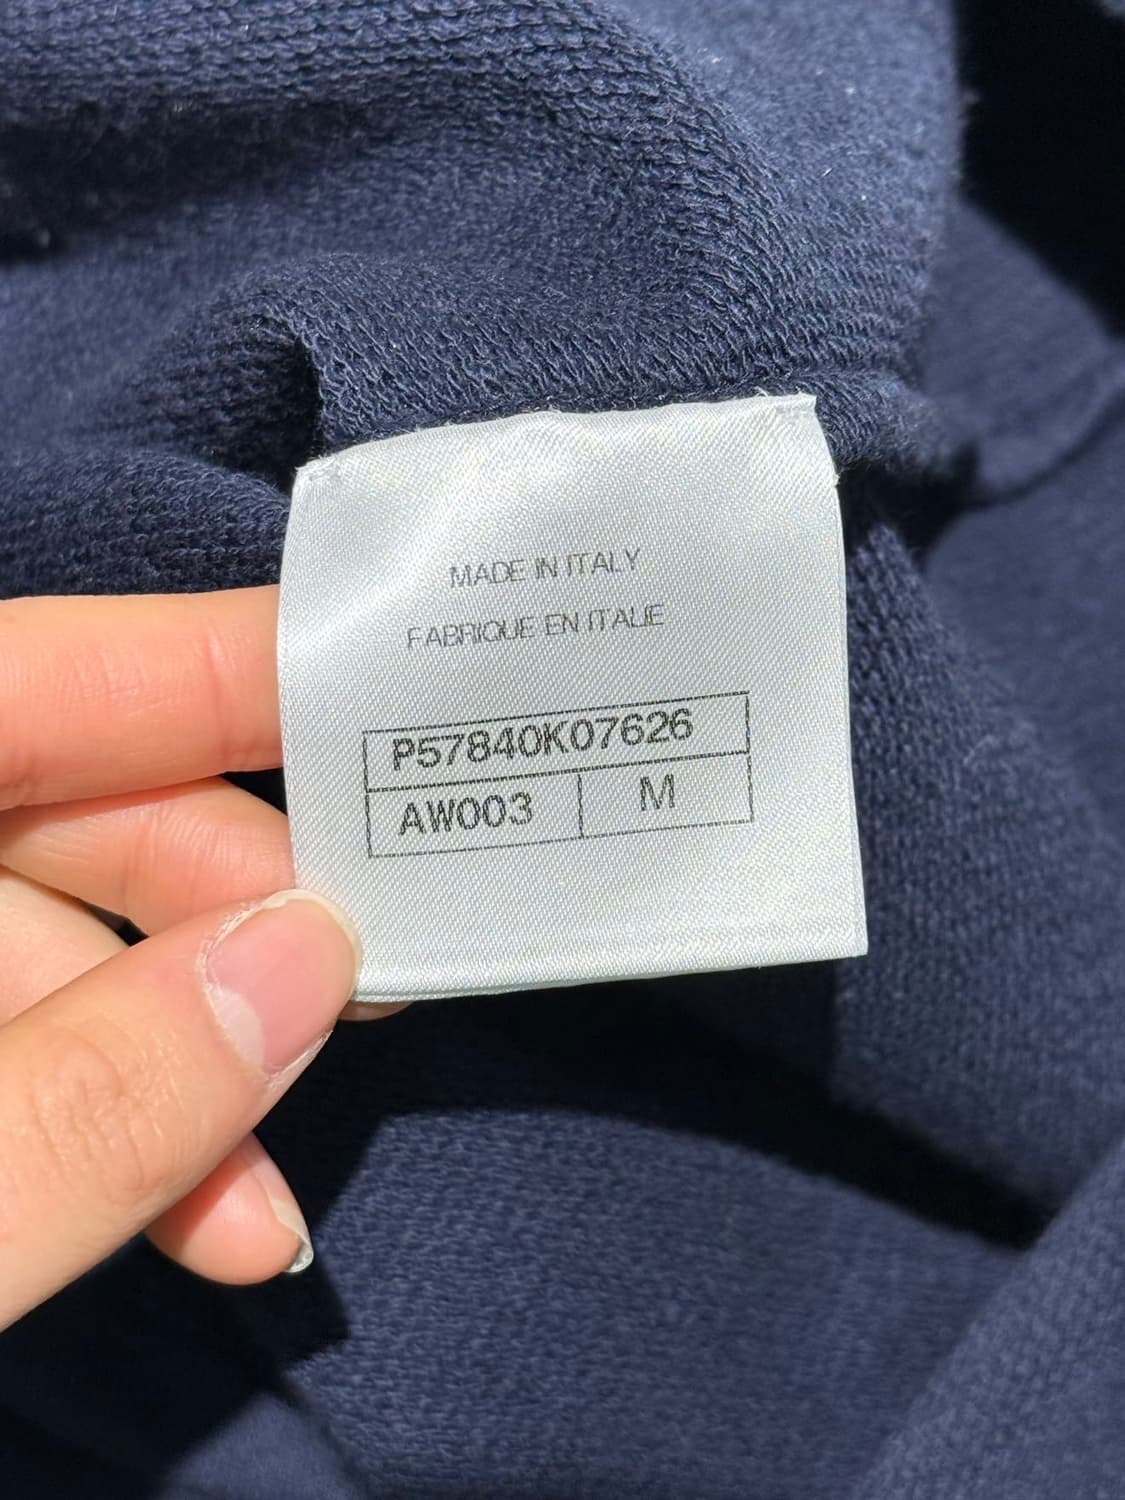 MADE IN ITALY
FABRIQUE EN ITALIE
P57840K07626
AW003 M